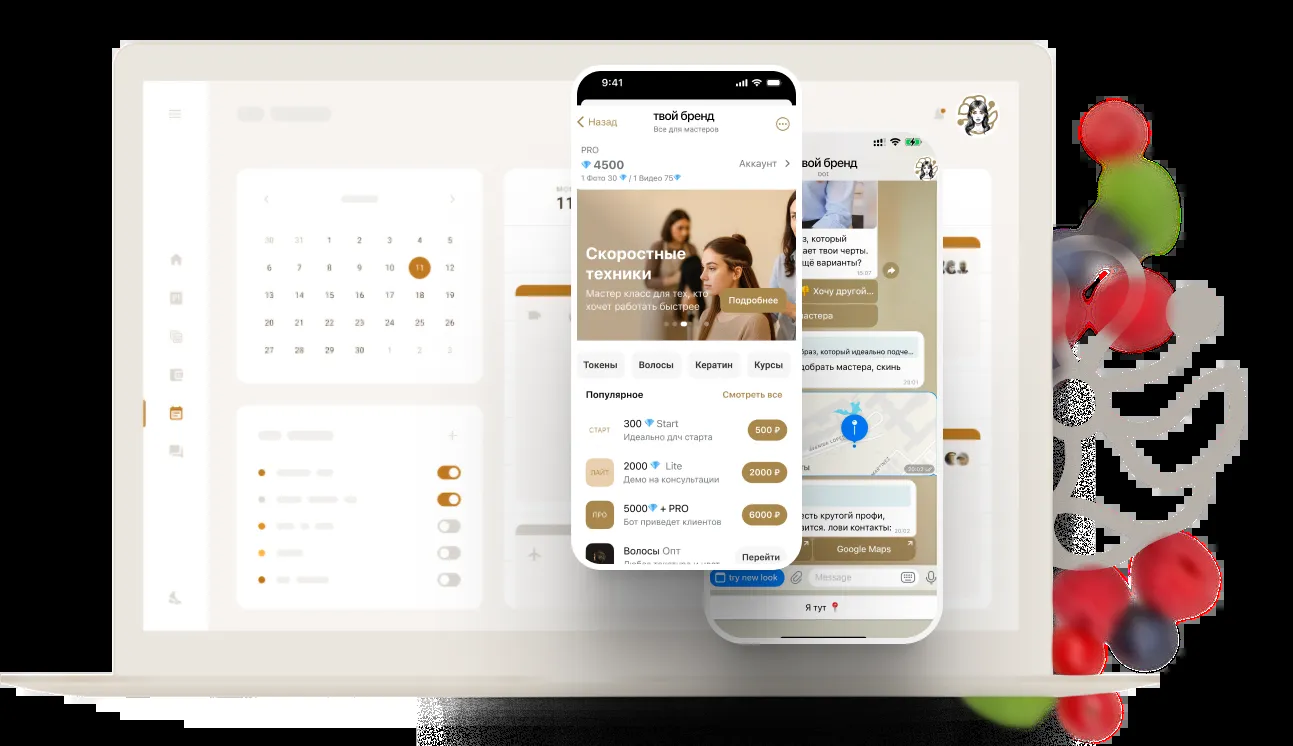 30 31 1 2 3 4 5
6 7 8 9 10 11 12
13 14 15 16 17 18 19
20 21 22 23 24 25 26
27 28 29 30 1 2 3
11
9:41
Назад
твой бренд
Все для мастеров
PRO
4500
Аккаунт
1 Фото 30 💎 / 1 Видео 75💎
Скоростные
техники
Мастер класс для тех, кто
хочет работать быстрее
Подробнее
Токены Волосы Кератин Курсы
Популярное Смотреть все
СТАРТ
300 💎 Start
Идеально длч старта
500 ₽
ЛАЙТ
2000 💎 Lite
Демо на консультации
2000 ₽
ПРО
5000💎 + PRO
Бот приведет клиентов
6000 ₽
Волосы Опт
Перейти
вой бренд
bot
з, который
ает твои черты.
щё варианты?
15:07
👎 Хочу другой...
астера
браз, который идеально подче...
добрать мастера, скинь
20:01
ты
есть кругогй профи,
вится. лови контакты:
20:02
Google Maps
try new look
Message
Я тут 📍